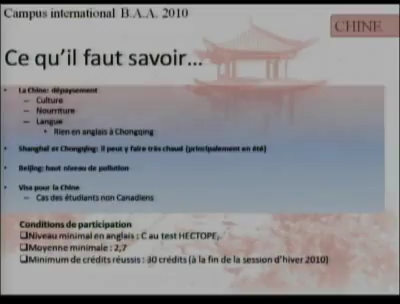 Campus international B.A.A. 2010
CHINE
Ce qu'il faut savoir...
• La Chine: dépaysement
– Culture
– Nourriture
– Langue
• Rien en anglais à Chongqing
• Shanghai et Chongqing: il peut y faire très chaud (principalement en été)
• Beijing: haut niveau de pollution
• Visa pour la Chine
– Cas des étudiants non Canadiens
Conditions de participation
❑Niveau minimal en anglais : C au test HECTOPE,
❑Moyenne minimale : 2,7
❑Minimum de crédits réussis : 30 crédits (à la fin de la session d'hiver 2010)